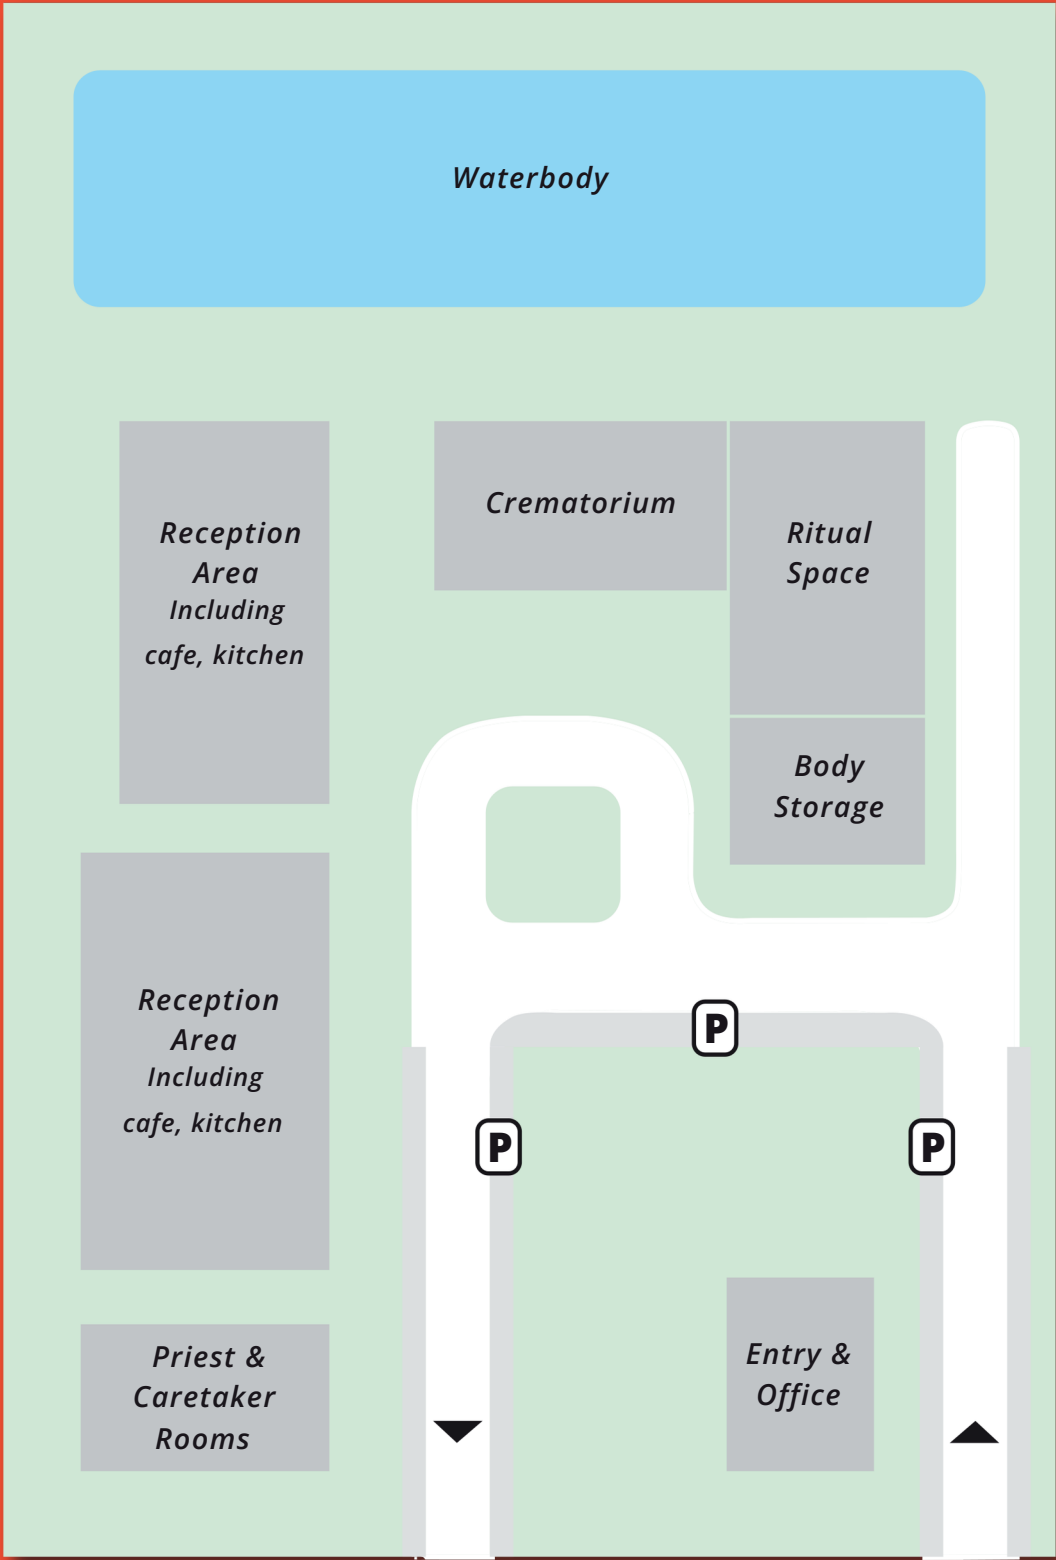 Waterbody
Crematorium
Reception
Area
Including
cafe, kitchen
Ritual
Space
Body
Storage
Reception
Area
Including
cafe, kitchen
P
P
P
Priest &
Caretaker
Rooms
Entry &
Office